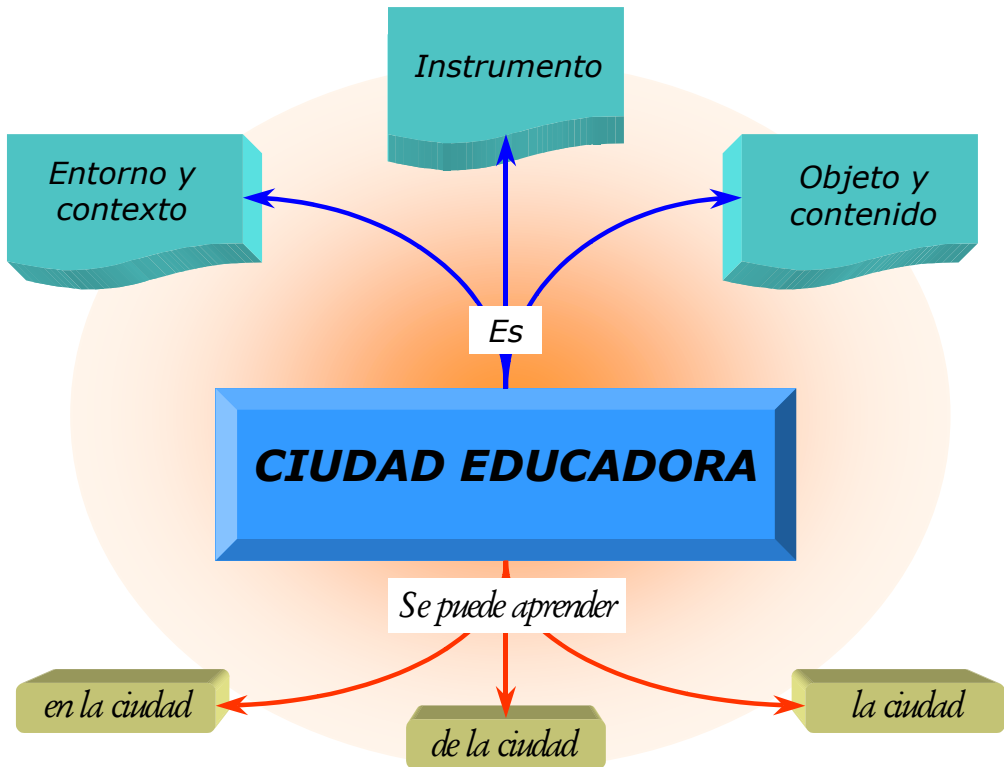 Instrumento
Entorno y
contexto
Objeto y
contenido
Es
CIUDAD EDUCADORA
Se puede aprender
en la ciudad
de la ciudad
la ciudad